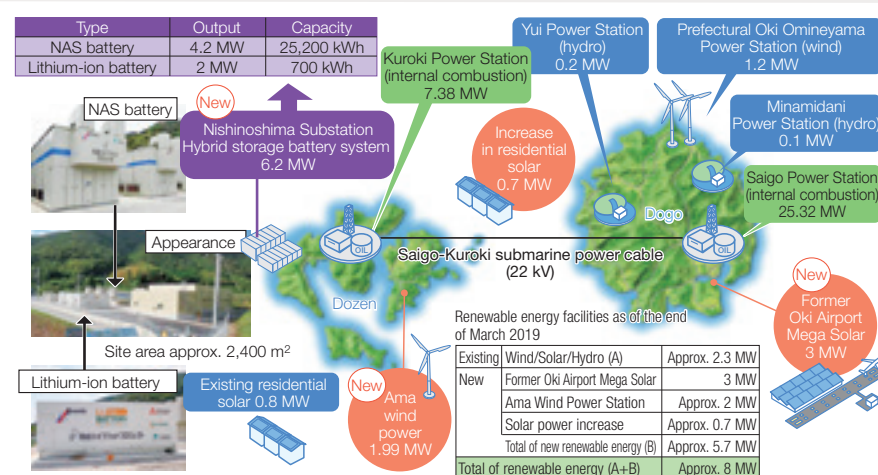 Type Output Capacity
NAS battery 4.2 MW 25,200 kWh
Lithium-ion battery 2 MW 700 kWh
NAS battery
New
Nishinoshima Substation
Hybrid storage battery system
6.2 MW
Kuroki Power Station
(internal combustion)
7.38 MW
Yui Power Station
(hydro)
0.2 MW
Prefectural Oki Omineyama
Power Station (wind)
1.2 MW
Increase
in residential
solar
0.7 MW
Minamidani
Power Station (hydro)
0.1 MW
Saigo Power Station
(internal combustion)
25.32 MW
Appearance
OIL
Dogo
OIL
Saigo-Kuroki submarine power cable
(22 kV)
Dozen
Site area approx. 2,400 m²
Lithium-ion battery
Existing residential
solar 0.8 MW
New
Ama
wind
power
1.99 MW
New
Former
Oki Airport
Mega Solar
3 MW
Renewable energy facilities as of the end
of March 2019
Existing Wind/Solar/Hydro (A) Approx. 2.3 MW
New Former Oki Airport Mega Solar 3 MW
Ama Wind Power Station Approx. 2 MW
Solar power increase Approx. 0.7 MW
Total of new renewable energy (B) Approx. 5.7 MW
Total of renewable energy (A+B) Approx. 8 MW